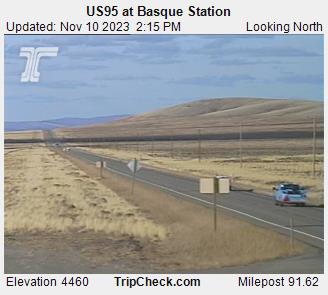 US95 at Basque Station
Updated: Nov 10 2023 2:15 PM Looking North
Elevation 4460 TripCheck.com Milepost 91.62